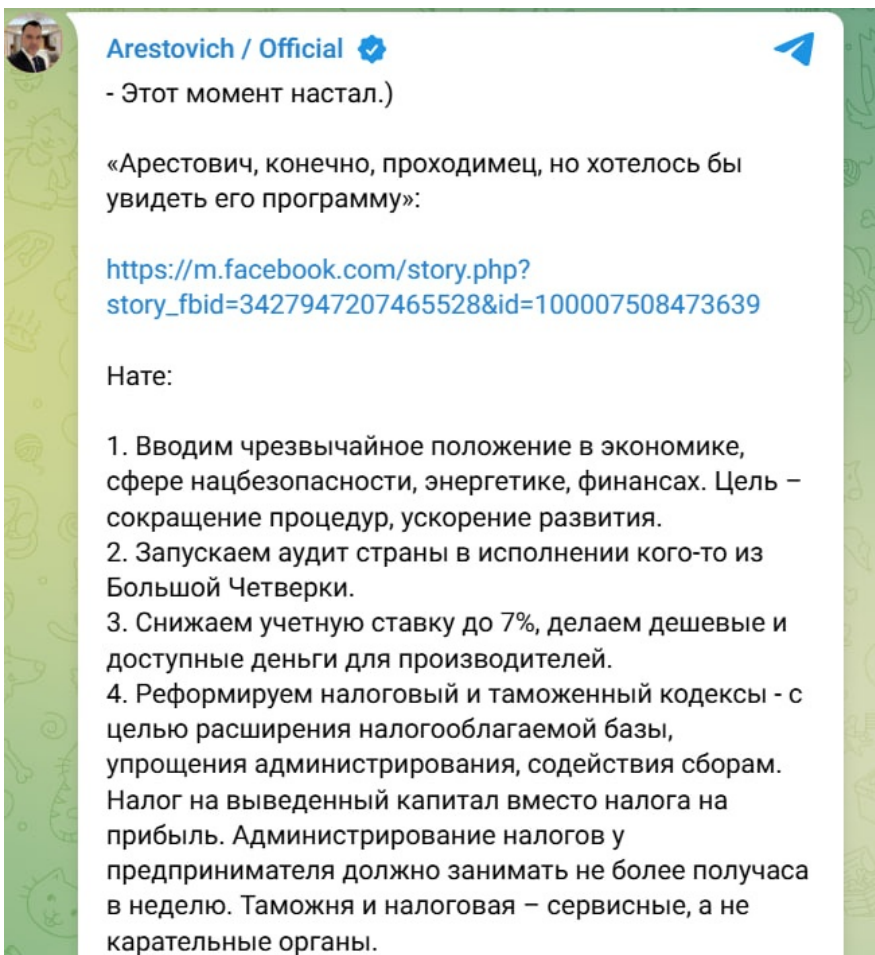 Arestovich / Official
- Этот момент настал.)
«Арестович, конечно, проходимец, но хотелось бы
увидеть его программу»:
https://m.facebook.com/story.php?
story_fbid=3427947207465528&id=100007508473639
Нате:
1. Вводим чрезвычайное положение в экономике,
сфере нацбезопасности, энергетике, финансах. Цель –
сокращение процедур, ускорение развития.
2. Запускаем аудит страны в исполнении кого-то из
Большой Четверки.
3. Снижаем учетную ставку до 7%, делаем дешевые и
доступные деньги для производителей.
4. Реформируем налоговый и таможенный кодексы - с
целью расширения налогооблагаемой базы,
упрощения администрирования, содействия сборам.
Налог на выведенный капитал вместо налога на
прибыль. Администрирование налогов у
предпринимателя должно занимать не более получаса
в неделю. Таможня и налоговая – сервисные, а не
карательные органы.